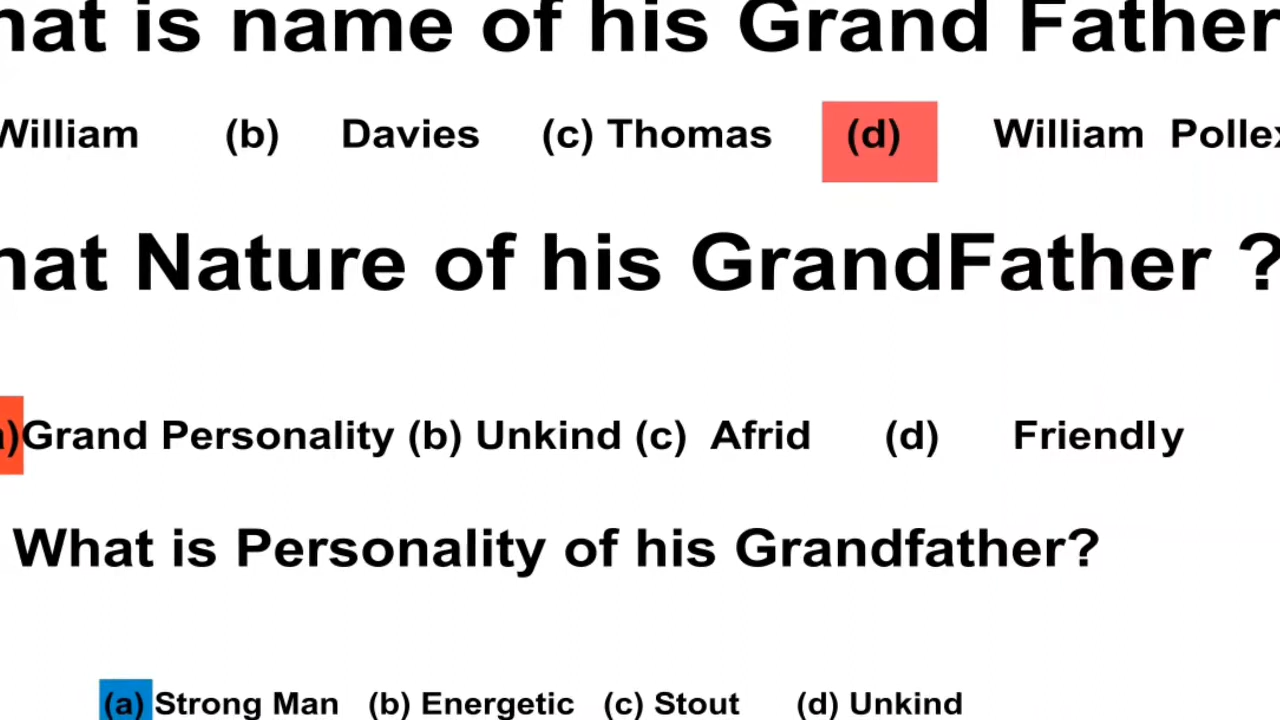 hat is name of his Grand Father
William (b) Davies (c) Thomas (d) William Pollex
hat Nature of his GrandFather ?
a)Grand Personality (b) Unkind (c) Afrid (d) Friendly
What is Personality of his Grandfather?
(a) Strong Man (b) Energetic (c) Stout (d) Unkind